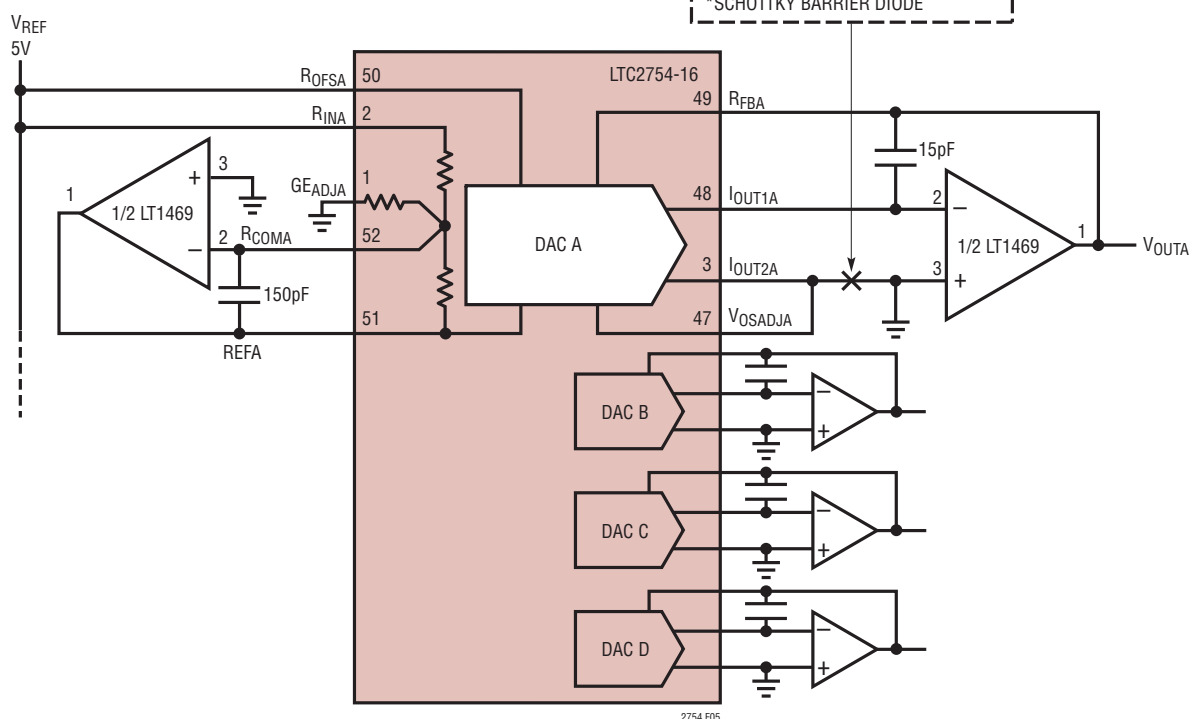 *SCHOTTKY BARRIER DIODE
VREF
5V
ROFSA 50
LTC2754-16
49 RFBA
RINA 2
15pF
1
3
+
GEADJA 1
48 IOUT1A
2
–
1/2 LT1469
DAC A
1/2 LT1469
1
VOUTA
–
2
RCOMA
52
3 IOUT2A
3
+
150pF
51
47 VOSADJA
REFA
DAC B
–
+
DAC C
–
+
DAC D
–
+
2754 F05